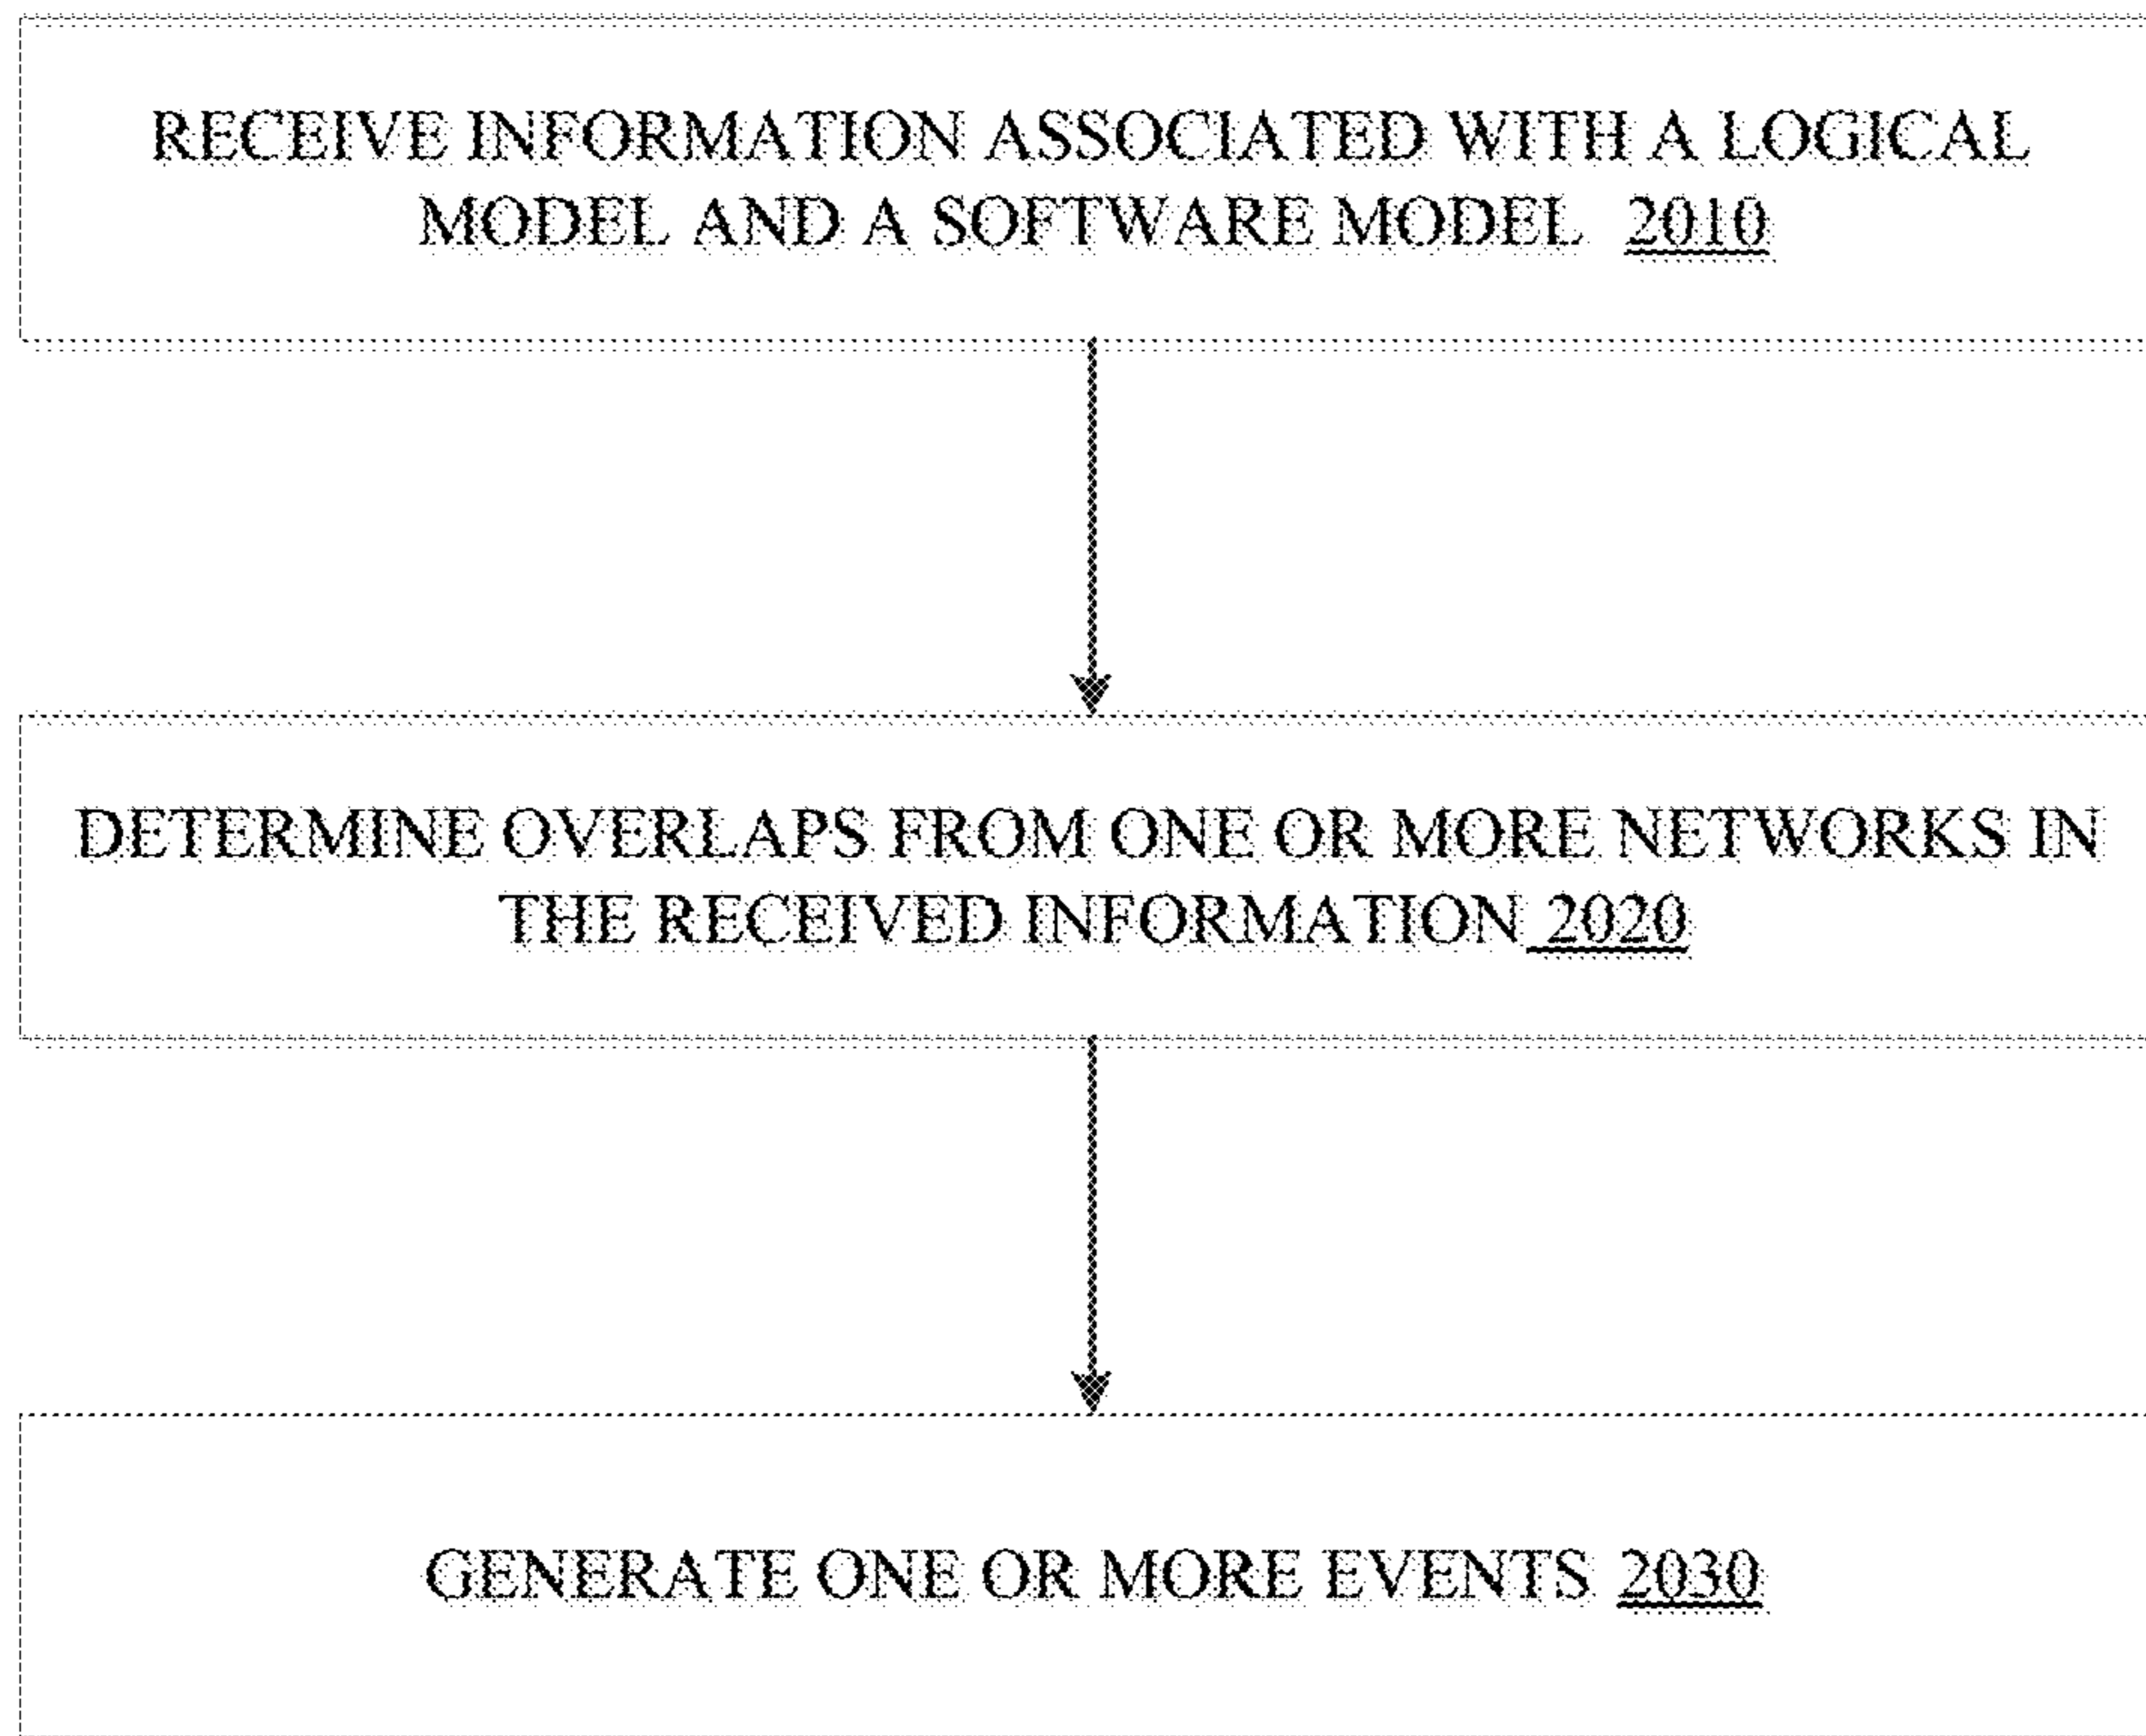 RECEIVE INFORMATION ASSOCIATED WITH A LOGICAL
MODEL AND A SOFTWARE MODEL 2010
DETERMINE OVERLAPS FROM ONE OR MORE NETWORKS IN
THE RECEIVED INFORMATION 2020
GENERATE ONE OR MORE EVENTS 2030